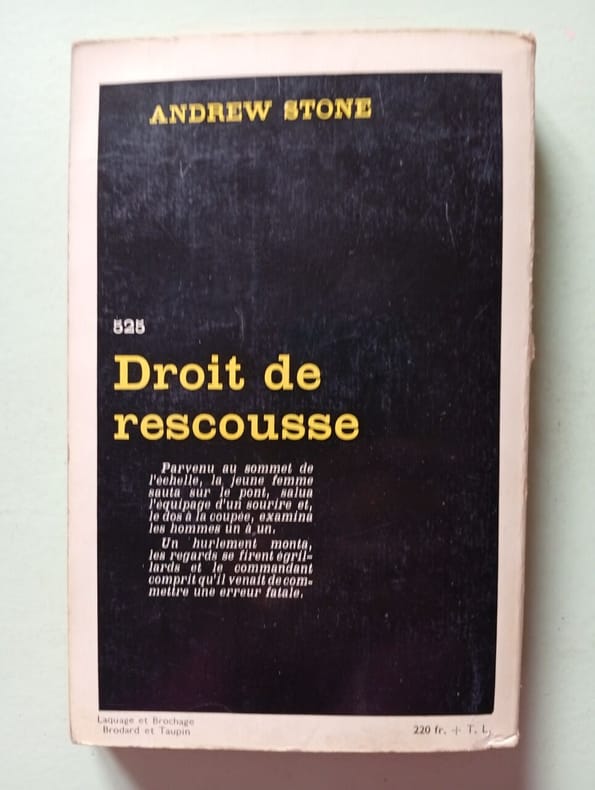 ANDREW STONE
525
Droit de
rescousse
Parvenu au sommet de
l'échelle, la jeune femme
sauta sur le pont, salua
l'équipage d'un sourire et,
le dos à la coupée, examina
les hommes un à un.
Un hurlement monta,
les regards se firent égril-
lards et le commandant
comprit qu'il venait de com-
mettre une erreur fatale.
Laquage et Brochage
Brodard et Taupin
220 fr. + T. L.